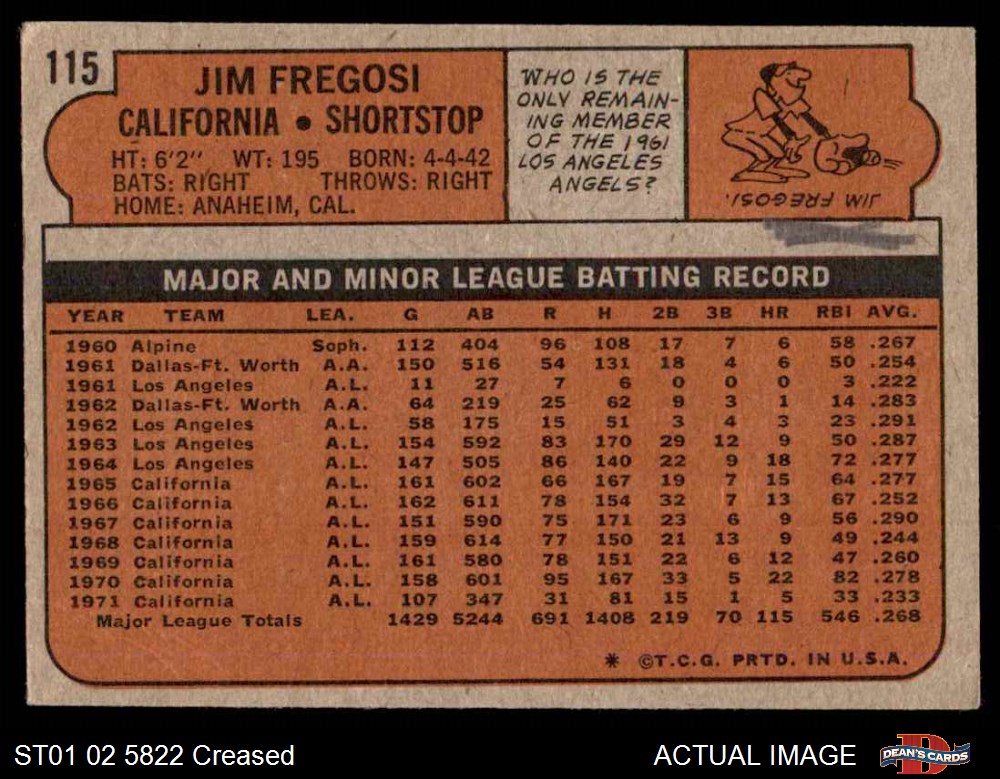 115
JIM FREGOSI
CALIFORNIA • SHORTSTOP
HT: 6'2" WT: 195 BORN: 4-4-42
BATS: RIGHT THROWS: RIGHT
HOME: ANAHEIM, CAL.
WHO IS THE
ONLY REMAIN-
ING MEMBER
OF THE 1961
LOS ANGELES
ANGELS?
JIM FREGOSI.
MAJOR AND MINOR LEAGUE BATTING RECORD
YEAR TEAM LEA. G AB R H 2B 3B HR RBI AVG.
1960 Alpine Soph. 112 404 96 108 17 7 6 58 .267
1961 Dallas-Ft. Worth A.A. 150 516 54 131 18 4 6 50 .254
1961 Los Angeles A.L. 11 27 7 6 0 0 0 3 .222
1962 Dallas-Ft. Worth A.A. 64 219 25 62 9 3 1 14 .283
1962 Los Angeles A.L. 58 175 15 51 3 4 3 23 .291
1963 Los Angeles A.L. 154 592 83 170 29 12 9 50 .287
1964 Los Angeles A.L. 147 505 86 140 22 9 18 72 .277
1965 California A.L. 161 602 66 167 19 7 15 64 .277
1966 California A.L. 162 611 78 154 32 7 13 67 .252
1967 California A.L. 151 590 75 171 23 6 9 56 .290
1968 California A.L. 159 614 77 150 21 13 9 49 .244
1969 California A.L. 161 580 78 151 22 6 12 47 .260
1970 California A.L. 158 601 95 167 33 5 22 82 .278
1971 California A.L. 107 347 31 81 15 1 5 33 .233
Major League Totals 1429 5244 691 1408 219 70 115 546 .268
* ©T.C.G. PRTD. IN U.S.A.
ST01 02 5822 Creased
ACTUAL IMAGE
DEAN'S CARDS